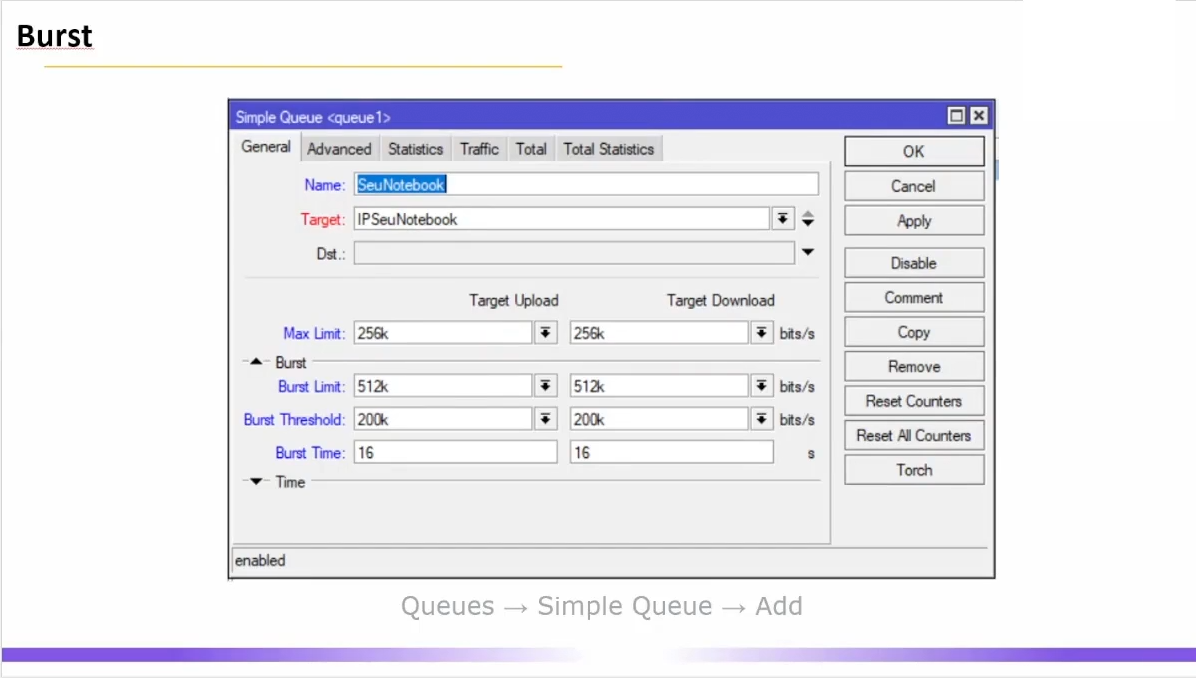 Burst
Simple Queue <queue1>
General Advanced Statistics Traffic Total Total Statistics
Name: SeuNotebook
Target: IPSeuNotebook
Dst.:
Target Upload Target Download
Max Limit: 256k 256k bits/s
Burst
Burst Limit: 512k 512k bits/s
Burst Threshold: 200k 200k bits/s
Burst Time: 16 16 s
Time
enabled
OK
Cancel
Apply
Disable
Comment
Copy
Remove
Reset Counters
Reset All Counters
Torch
Queues → Simple Queue → Add